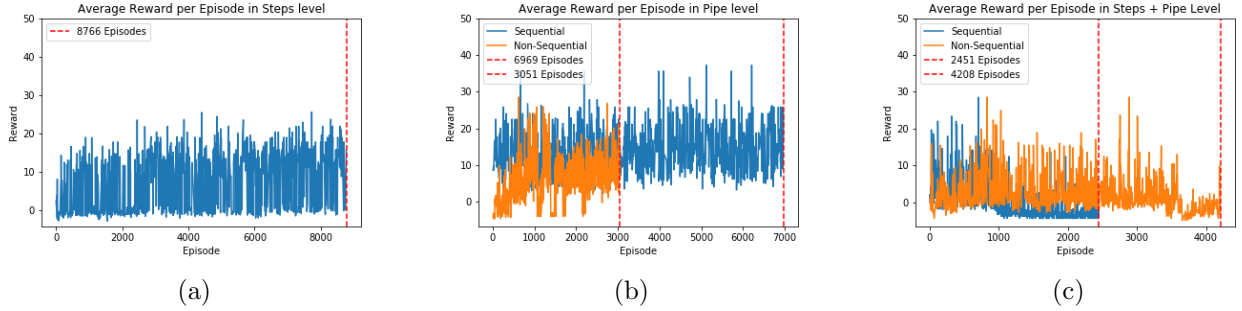 Average Reward per Episode in Steps level
50
40
30
20
10
0
Reward
8766 Episodes
0 2000 4000 6000 8000
Episode
(a)
Average Reward per Episode in Pipe level
50
40
30
20
10
0
Reward
Sequential
Non-Sequential
6969 Episodes
3051 Episodes
0 1000 2000 3000 4000 5000 6000 7000
Episode
(b)
Average Reward per Episode in Steps + Pipe Level
50
40
30
20
10
0
Reward
Sequential
Non-Sequential
2451 Episodes
4208 Episodes
0 1000 2000 3000 4000
Episode
(c)